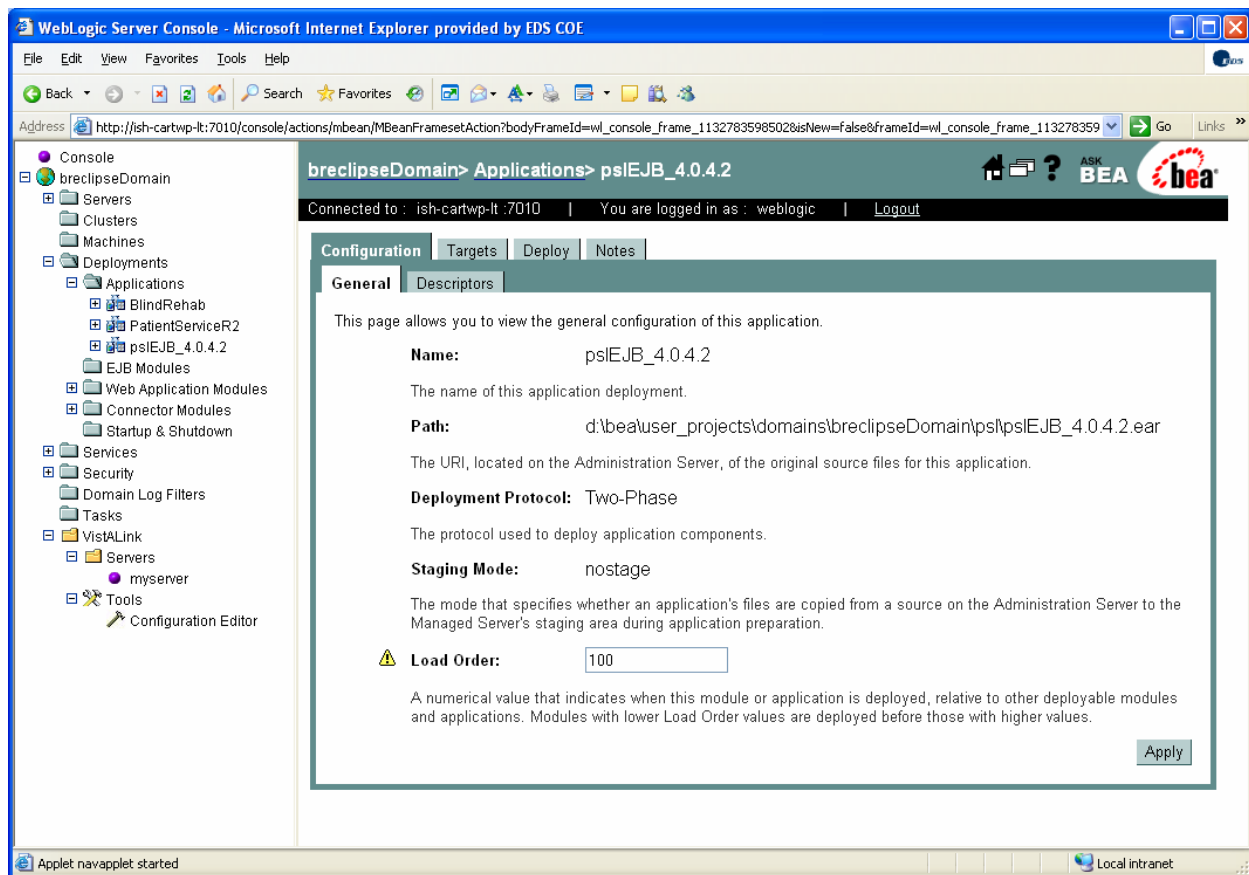 WebLogic Server Console - Microsoft Internet Explorer provided by EDS COE
File Edit View Favorites Tools Help
EDS
Back Search Favorites
Address http://ish-cartwp-lt:7010/console/actions/mbean/MBeanFramesetAction?bodyFrameId=wl_console_frame_1132783598502&isNew=false&frameId=wl_console_frame_113278359 Go Links »
Console
breclipseDomain
Servers
Clusters
Machines
Deployments
Applications
BlindRehab
PatientServiceR2
pslEJB_4.0.4.2
EJB Modules
Web Application Modules
Connector Modules
Startup & Shutdown
Services
Security
Domain Log Filters
Tasks
VistALink
Servers
myserver
Tools
Configuration Editor
breclipseDomain> Applications> pslEJB_4.0.4.2
? ASK BEA bea
Connected to : ish-cartwp-lt :7010 | You are logged in as : weblogic | Logout
Configuration Targets Deploy Notes
General Descriptors
This page allows you to view the general configuration of this application.
Name: pslEJB_4.0.4.2
The name of this application deployment.
Path: d:\bea\user_projects\domains\breclipseDomain\psl\pslEJB_4.0.4.2.ear
The URI, located on the Administration Server, of the original source files for this application.
Deployment Protocol: Two-Phase
The protocol used to deploy application components.
Staging Mode: nostage
The mode that specifies whether an application's files are copied from a source on the Administration Server to the
Managed Server's staging area during application preparation.
Load Order: 100
A numerical value that indicates when this module or application is deployed, relative to other deployable modules
and applications. Modules with lower Load Order values are deployed before those with higher values.
Apply
Applet navapplet started
Local intranet